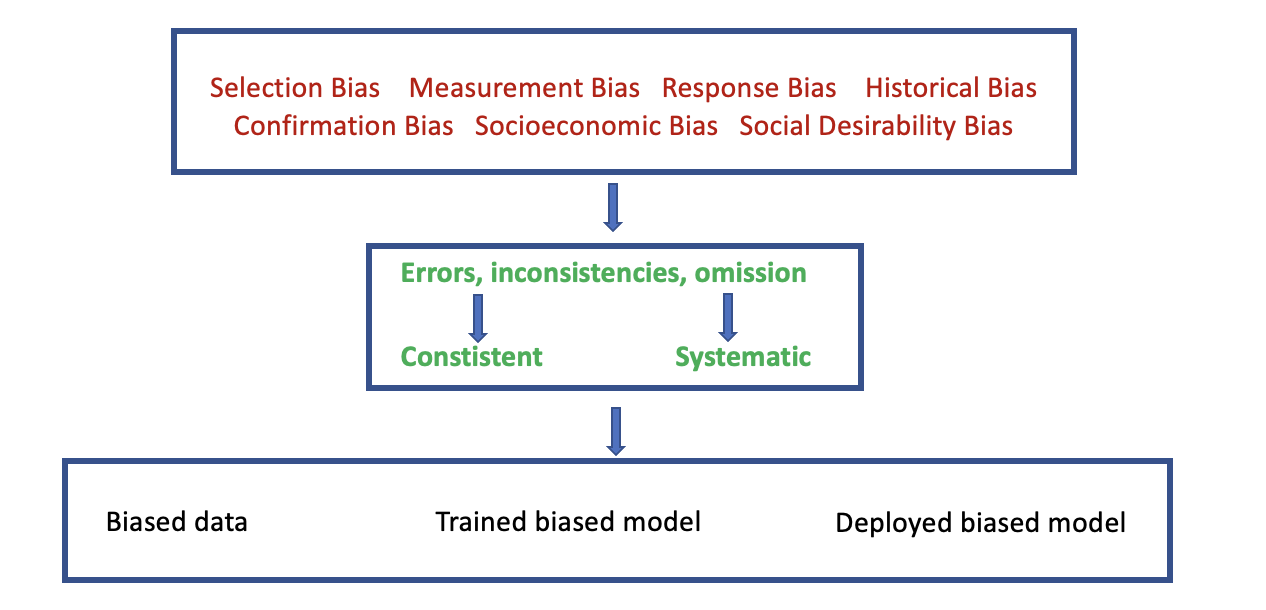 Selection Bias Measurement Bias Response Bias Historical Bias
Confirmation Bias Socioeconomic Bias Social Desirability Bias
Errors, inconsistencies, omission
Constistent Systematic
Biased data Trained biased model Deployed biased model